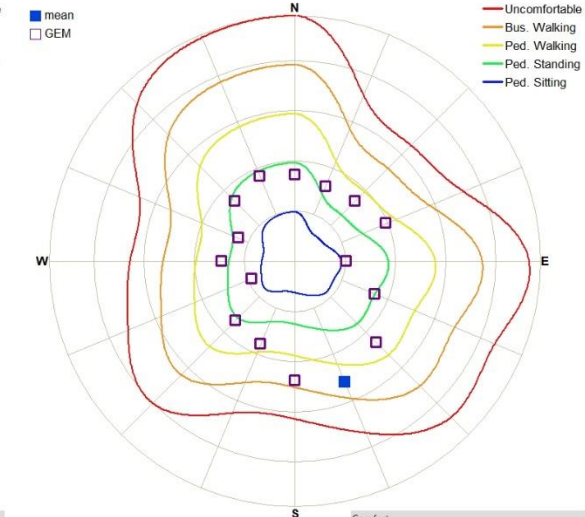 mean
GEM
N
Uncomfortable
Bus. Walking
Ped. Walking
Ped. Standing
Ped. Sitting
W
E
S